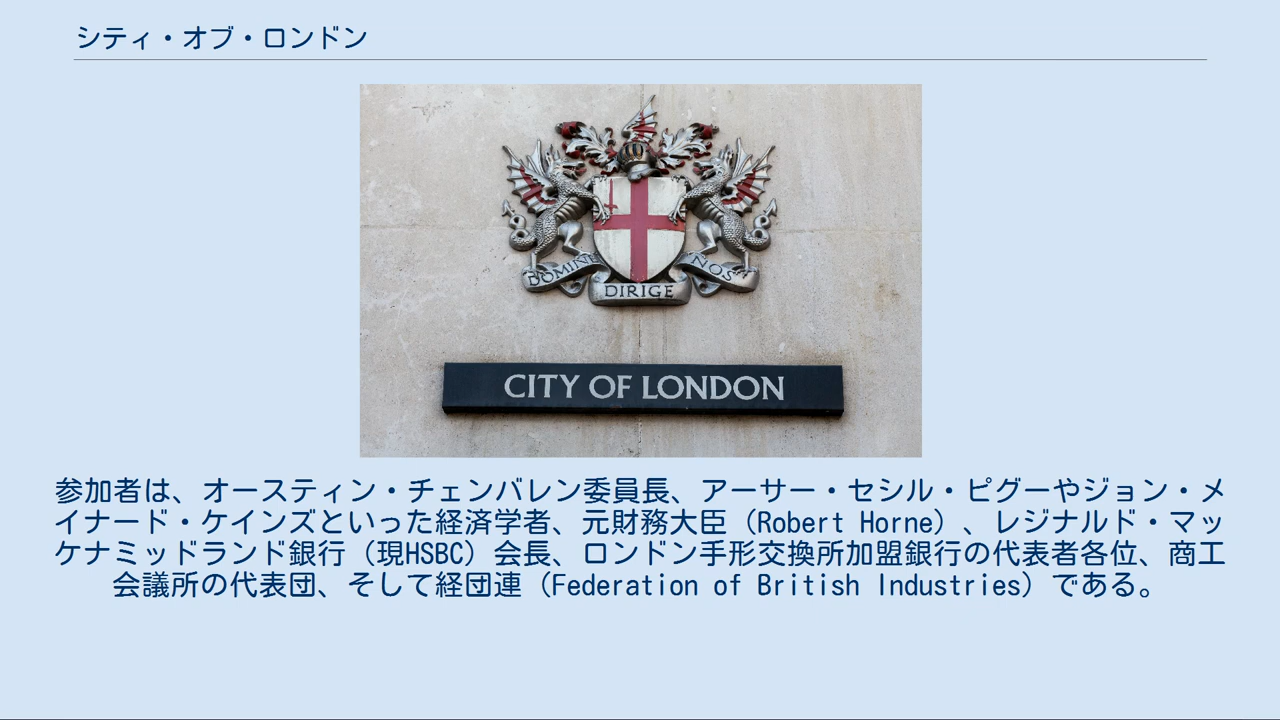 シティ・オブ・ロンドン
DOMINE
NOS
DIRIGE
CITY OF LONDON
参加者は、オースティン・チェンバレン委員長、アーサー・セシル・ピグーやジョン・メ
イナード・ケインズといった経済学者、元財務大臣（Robert Horne）、レジナルド・マッ
ケナミッドランド銀行（現HSBC）会長、ロンドン手形交換所加盟銀行の代表者各位、商工
会議所の代表団、そして経団連（Federation of British Industries）である。